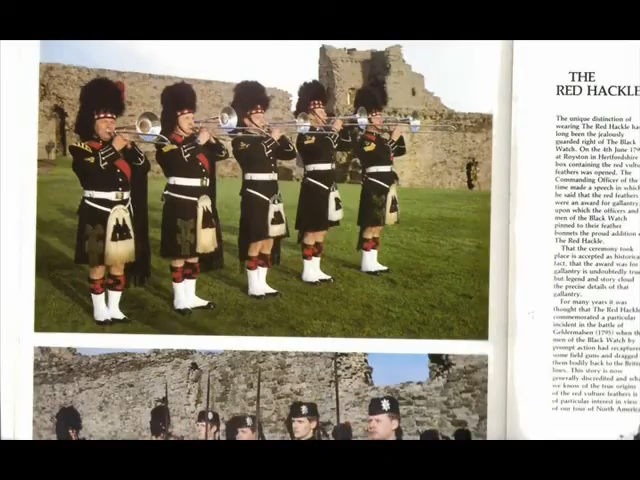 THE
RED HACKLE
The unique distinction of
wearing The Red Hackle ha
long been the jealously
guarded right of The Black
Watch. On the 4th June 179
at Royston in Hertfordshire
box containing the red vultu
feathers was opened. The
Commanding Officer of the
time made a speech in which
he said that the red feathers
were an award for gallantry
upon which the officers and
men of the Black Watch
pinned to their feather
bonnets the proud addition
The Red Hackle.
That the ceremony took
place is accepted as historical
fact, that the award was for
gallantry is undoubtedly true
but legend and story cloud
the precise details of that
gallantry.
For many years it was
thought that The Red Hackle
commemorated a particular
incident in the battle of
Geldermalsen (1795) when th
men of the Black Watch by
prompt action had recapture
some field guns and dragged
them bodily back to the Britis
lines. This story is now
generally discredited and wha
we know of the true origins
of the red vulture feathers is
of particular interest in view
of our tour of North America